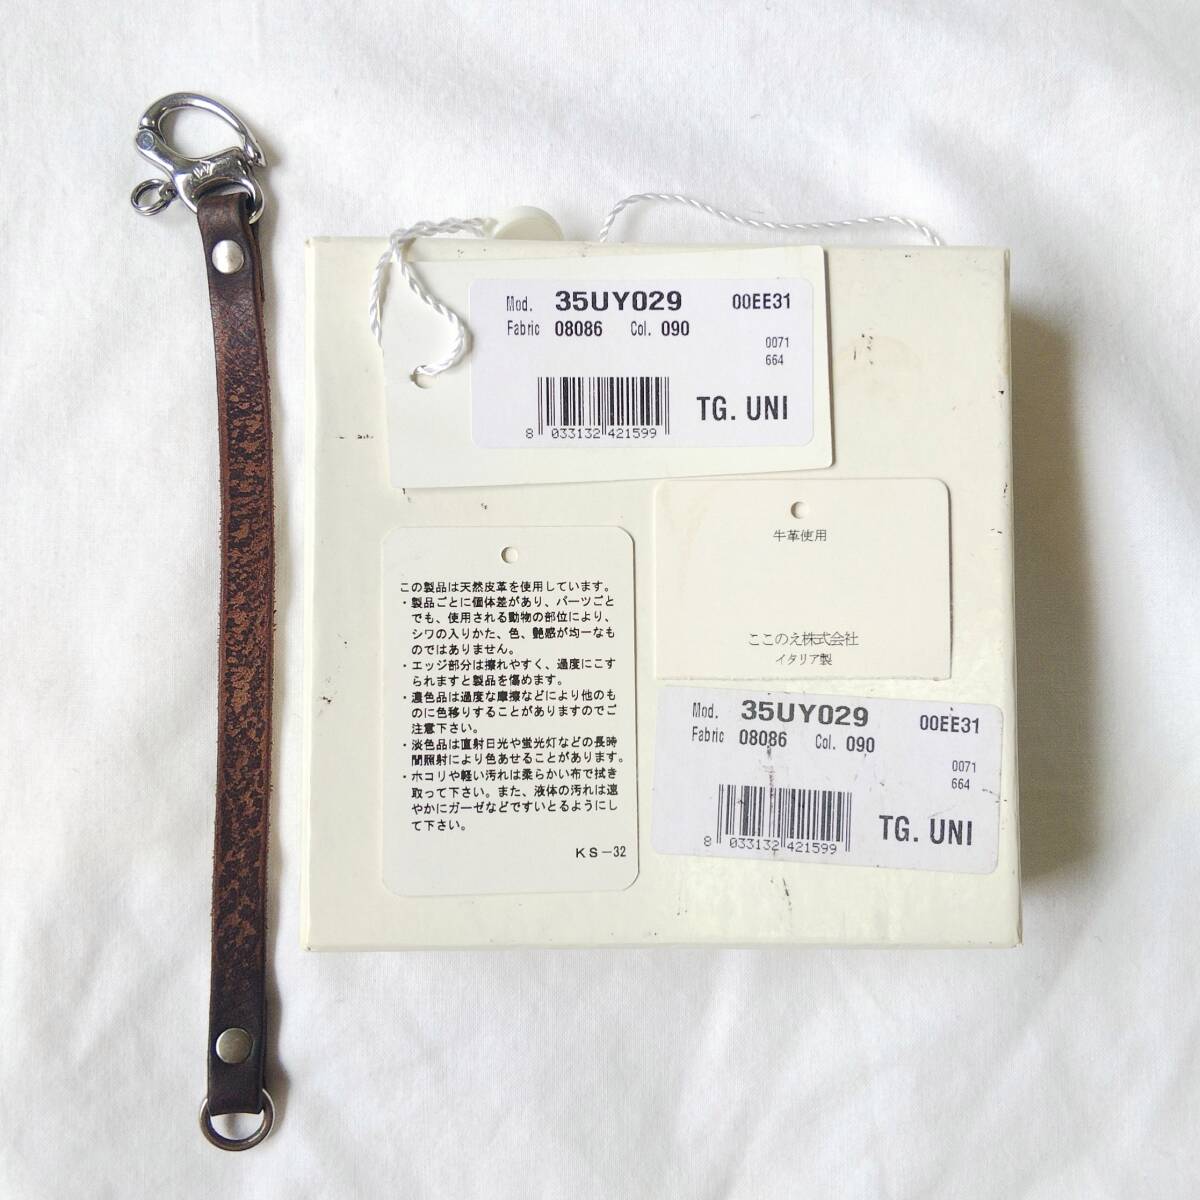 Mod. 35UY029 00EE31
Fabric 08086 Col. 090
0071
664
TG. UNI
8 033132 421599
牛革使用
ここのえ株式会社
イタリア製
この製品は天然皮革を使用しています。
・製品ごとに個体差があり、パーツごと
でも、使用される動物の部位により、
シワの入りかた、色、艶感が均一なも
のではありません。
・エッジ部分は擦れやすく、過度にこす
られますと製品を傷めます。
・濃色品は過度な摩擦などにより他のも
のに色移りすることがありますのでご
注意下さい。
・淡色品は直射日光や蛍光灯などの長時
間照射により色あせることがあります。
・ホコリや軽い汚れは柔らかい布で拭き
取って下さい。また、液体の汚れは速
やかにガーゼなどですいとるようにし
て下さい。
KS-32
Mod. 35UY029 00EE31
Fabric 08086 Col. 090
0071
664
TG. UNI
8 033132 421599
W